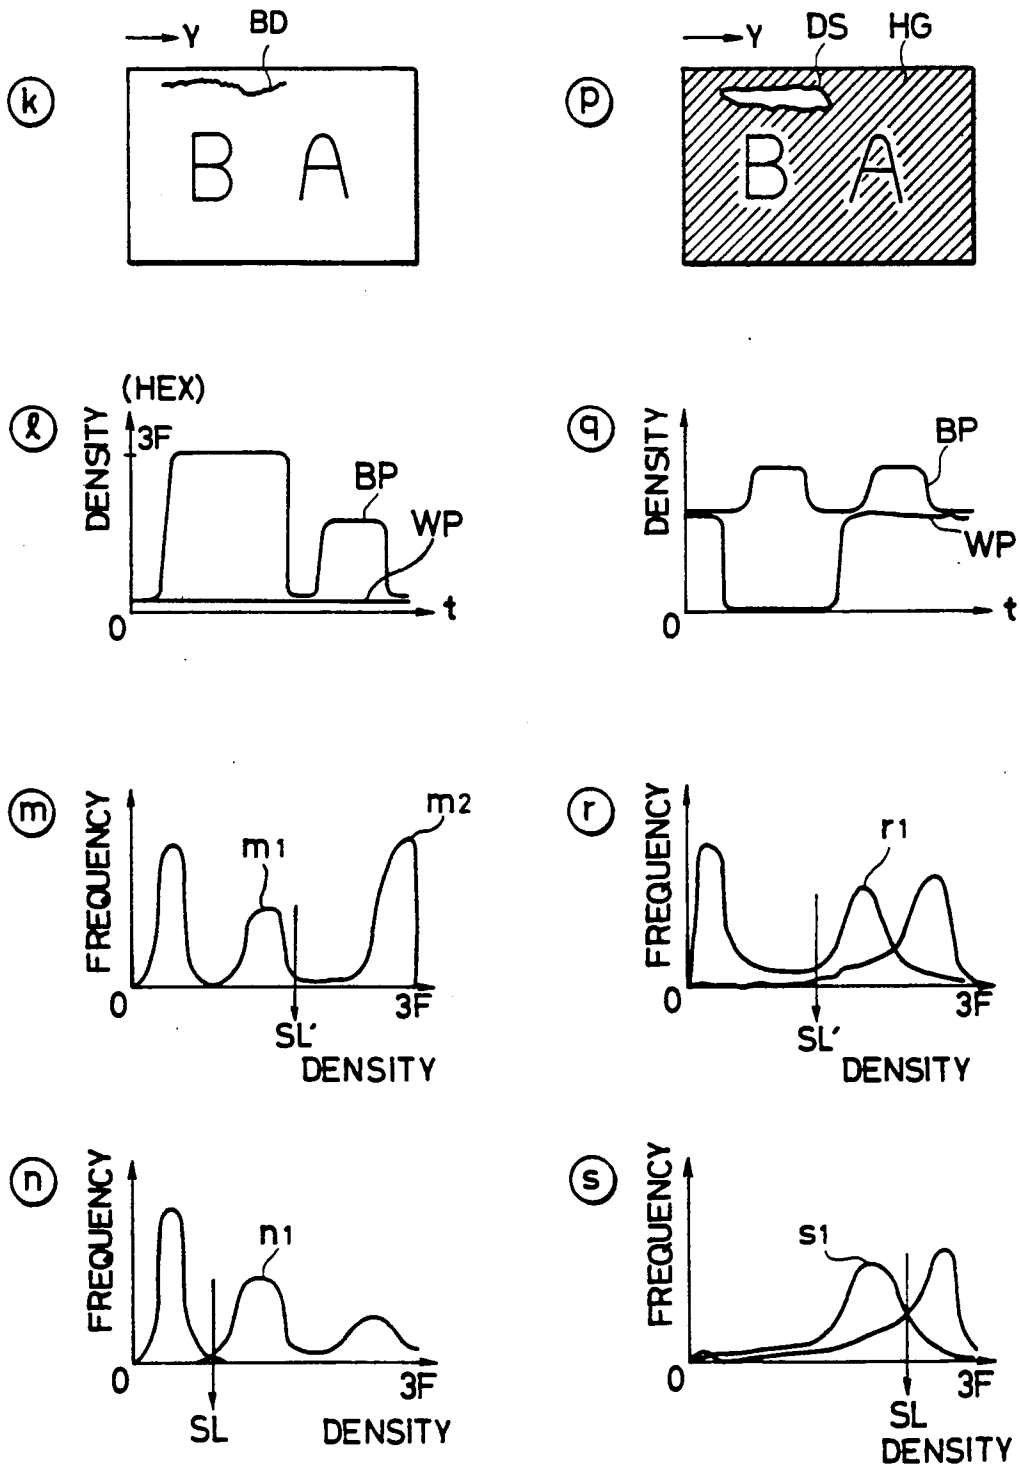 k
Y
BD
B A
p
Y
DS
HG
B A
l
(HEX)
DENSITY
3F
BP
WP
0
t
q
DENSITY
BP
WP
0
t
m
FREQUENCY
m1
m2
0
SL'
3F
DENSITY
r
FREQUENCY
r1
0
SL'
3F
DENSITY
n
FREQUENCY
n1
0
SL
3F
DENSITY
s
FREQUENCY
s1
0
SL
3F
DENSITY